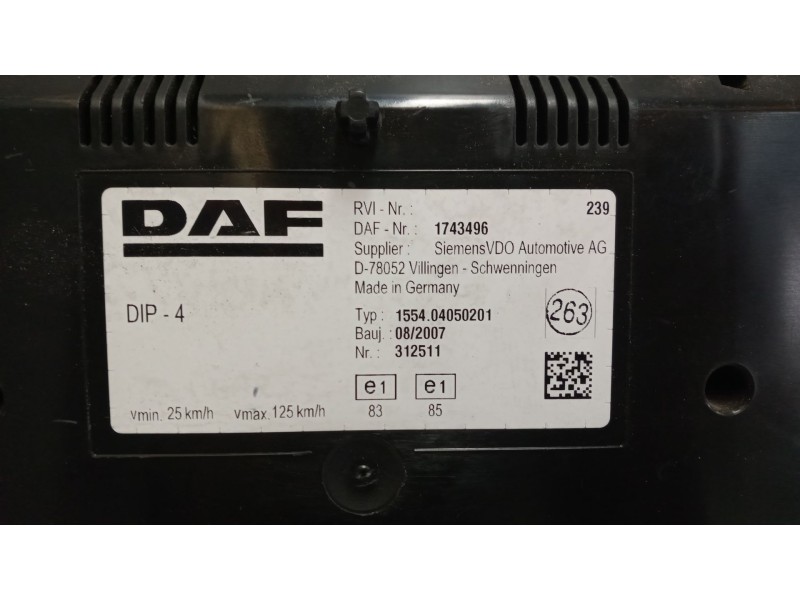 DAF
DIP - 4
vmin. 25 km/h vmax. 125 km/h
RVI - Nr. : 239
DAF - Nr. : 1743496
Supplier : SiemensVDO Automotive AG
D-78052 Villingen - Schwenningen
Made in Germany
Typ : 1554.04050201
Bauj. : 08/2007
Nr. : 312511
263
e1 e1
83 85